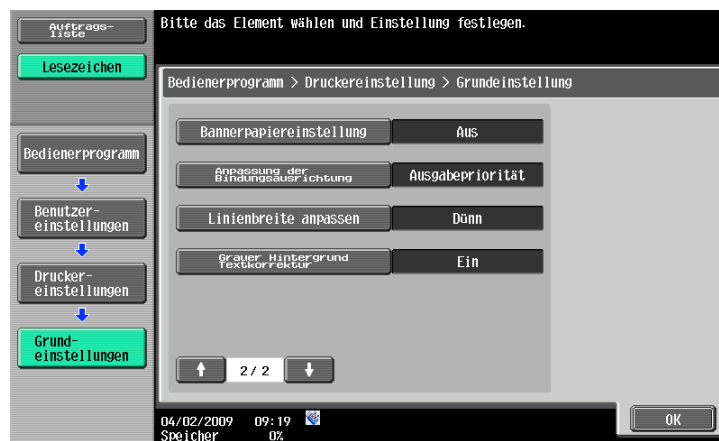 Auftrags-
liste
Bitte das Element wählen und Einstellung festlegen.
Lesezeichen
Bedienerprogramm > Druckereinstellung > Grundeinstellung
Bannerpapiereinstellung Aus
Bedienerprogramm
Anpassung der
Bindungsausrichtung Ausgabepriorität
Benutzer-
einstellungen
Linienbreite anpassen Dünn
Grauer Hintergrund
Textkorrektur Ein
Drucker-
einstellungen
Grund-
einstellungen
2/ 2
04/02/2009 09:19
Speicher 0%
OK